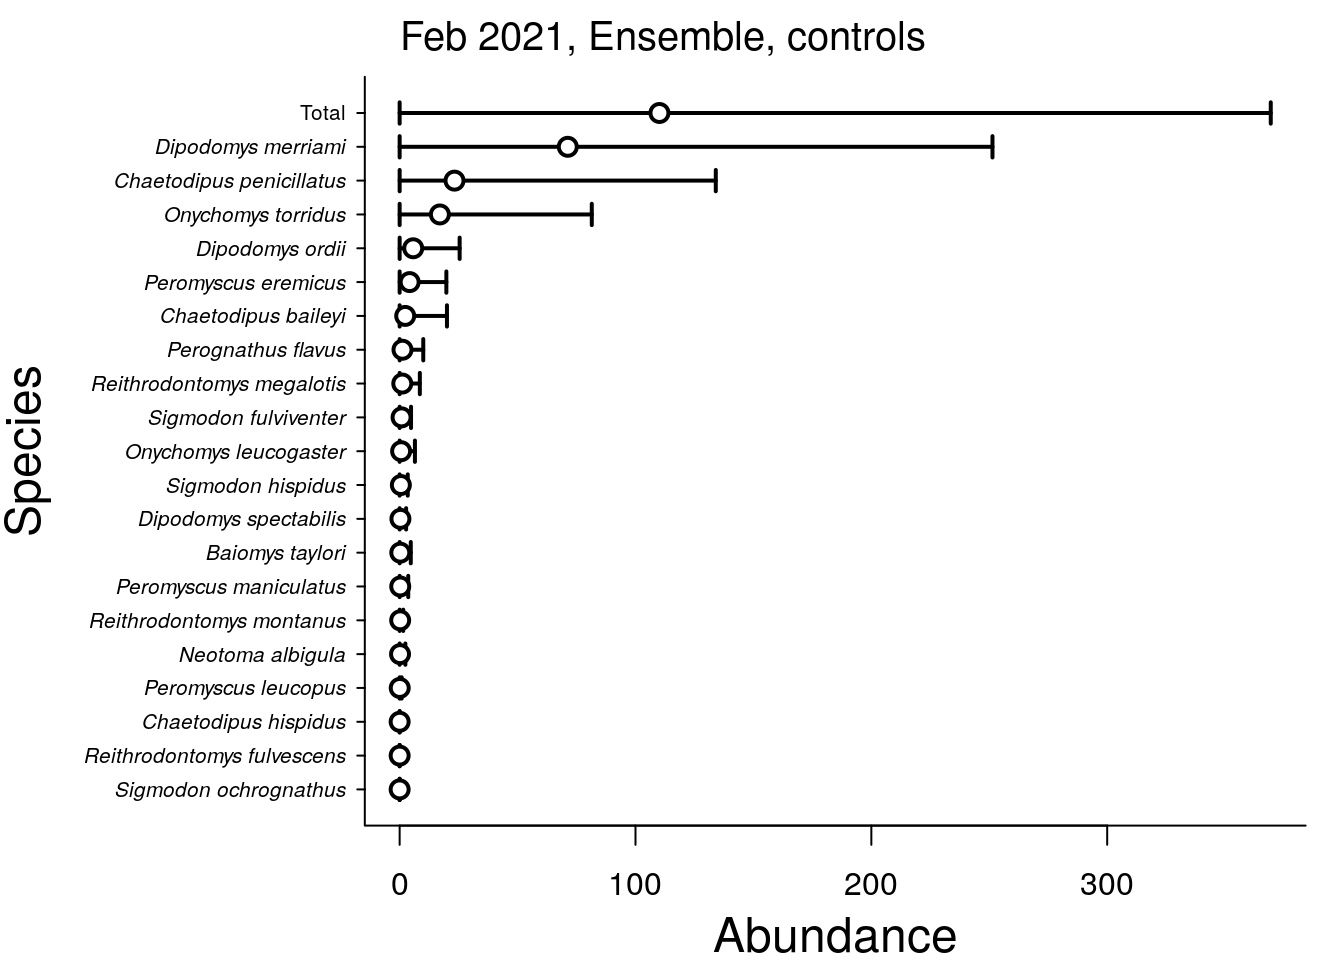 Feb 2021, Ensemble, controls
Total
Dipodomys merriami
Chaetodipus penicillatus
Onychomys torridus
Dipodomys ordii
Peromyscus eremicus
Chaetodipus baileyi
Perognathus flavus
Reithrodontomys megalotis
Sigmodon fulviventer
Onychomys leucogaster
Sigmodon hispidus
Dipodomys spectabilis
Baiomys taylori
Peromyscus maniculatus
Reithrodontomys montanus
Neotoma albigula
Peromyscus leucopus
Chaetodipus hispidus
Reithrodontomys fulvescens
Sigmodon ochrognathus
Species
0 100 200 300
Abundance